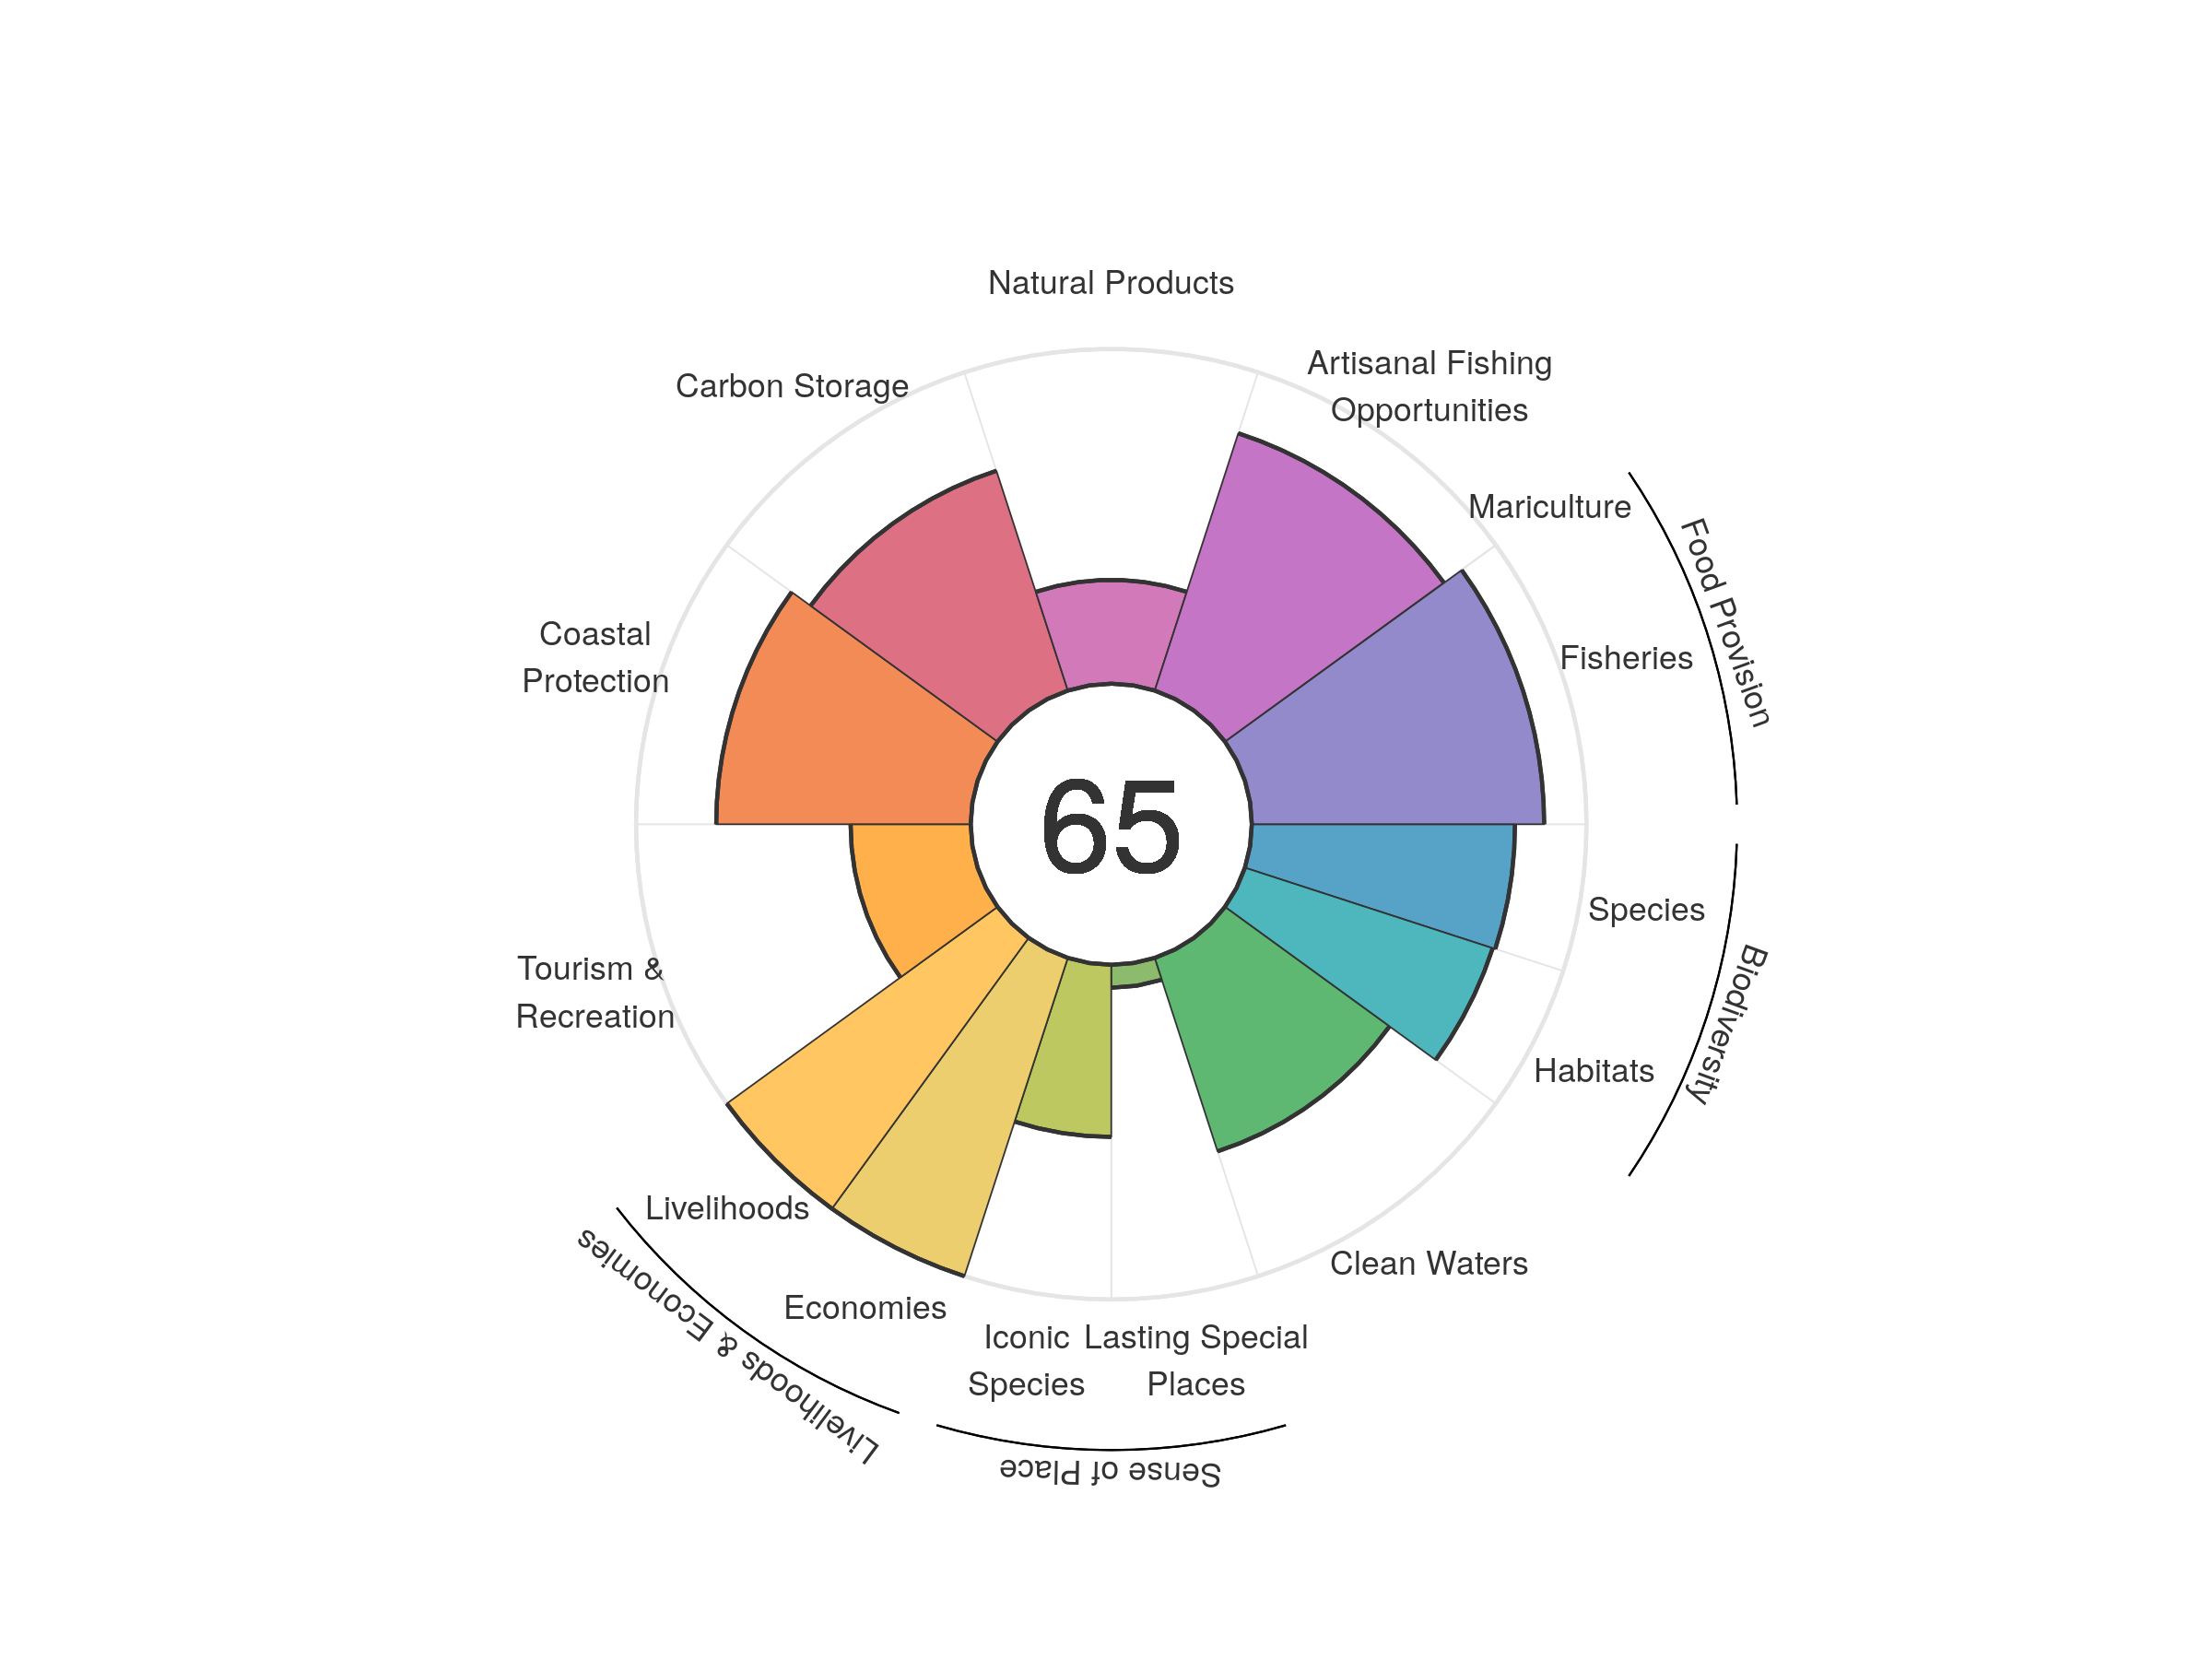 Natural Products
Artisanal Fishing
Opportunities
Carbon Storage
Mariculture
Food Provision
Coastal
Protection
Fisheries
65
Species
Biodiversity
Tourism &
Recreation
Habitats
Livelihoods
Livelihoods & Economies
Clean Waters
Economies
Iconic
Species
Lasting Special
Places
Sense of Place